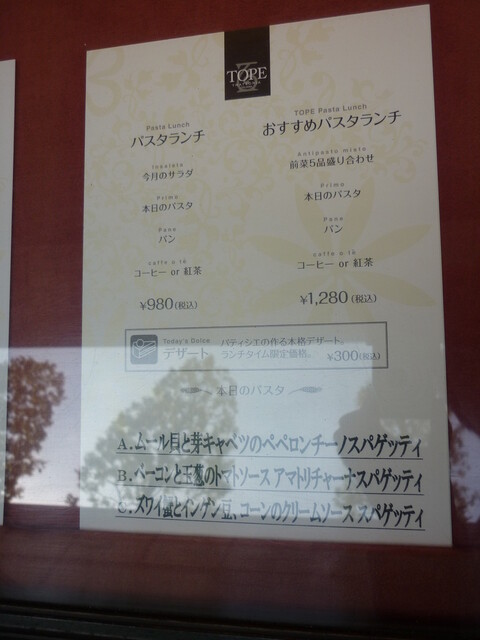 TOPE
Pasta Lunch
パスタランチ
Insalata
今月のサラダ
Primo
本日のパスタ
Pane
パン
caffe o tè
コーヒー or 紅茶
¥980(税込)
TOPE Pasta Lunch
おすすめパスタランチ
Antipasto misto
前菜5品盛り合わせ
Primo
本日のパスタ
Pane
パン
caffe o tè
コーヒー or 紅茶
¥1,280(税込)
Today's Dolce
デザート
パティシエの作る本格デザート。
ランチタイム限定価格。 ¥300(税込)
本日のパスタ
A.ムール貝と芽キャベツのペペロンチーノスパゲッティ
B.ベーコンと玉葱のトマトソース アマトリチャーナスパゲッティ
C.ズワイ蟹とインゲン豆、コーンのクリームソース スパゲッティ